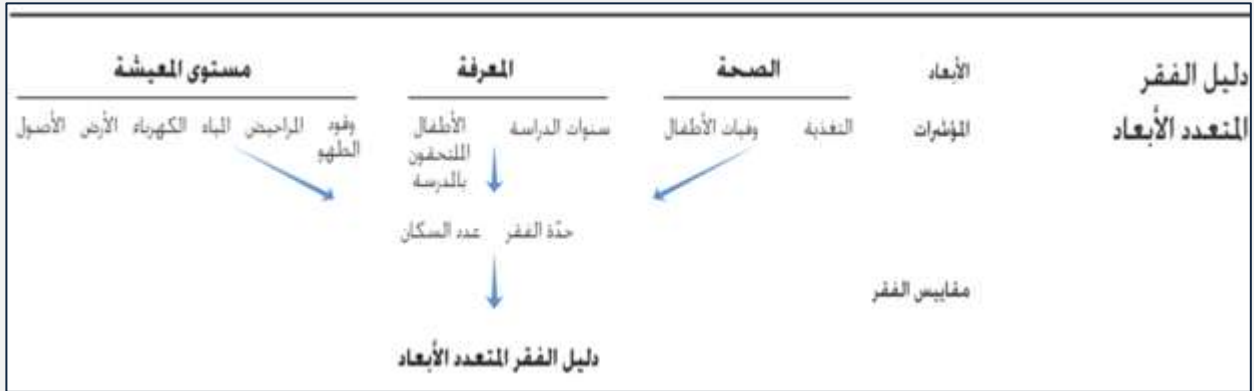 دليل الفقر
المتعدد الأبعاد
الأبعاد
الصحة
المعرفة
مستوى المعيشة
المؤشرات
التغذية
وفيات الأطفال
سنوات الدراسة
الأطفال
الملتحقون
بالمدرسة
وقود
الطهو
المراحيض
المياه
الكهرباء
الأرض
الأصول
حدّة الفقر
عدد السكان
مقاييس الفقر
دليل الفقر المتعدد الأبعاد